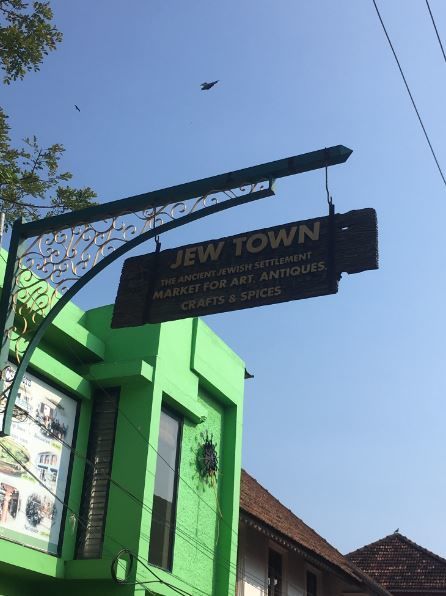 JEW TOWN
THE ANCIENT JEWISH SETTLEMENT
MARKET FOR ART, ANTIQUES,
CRAFTS & SPICES